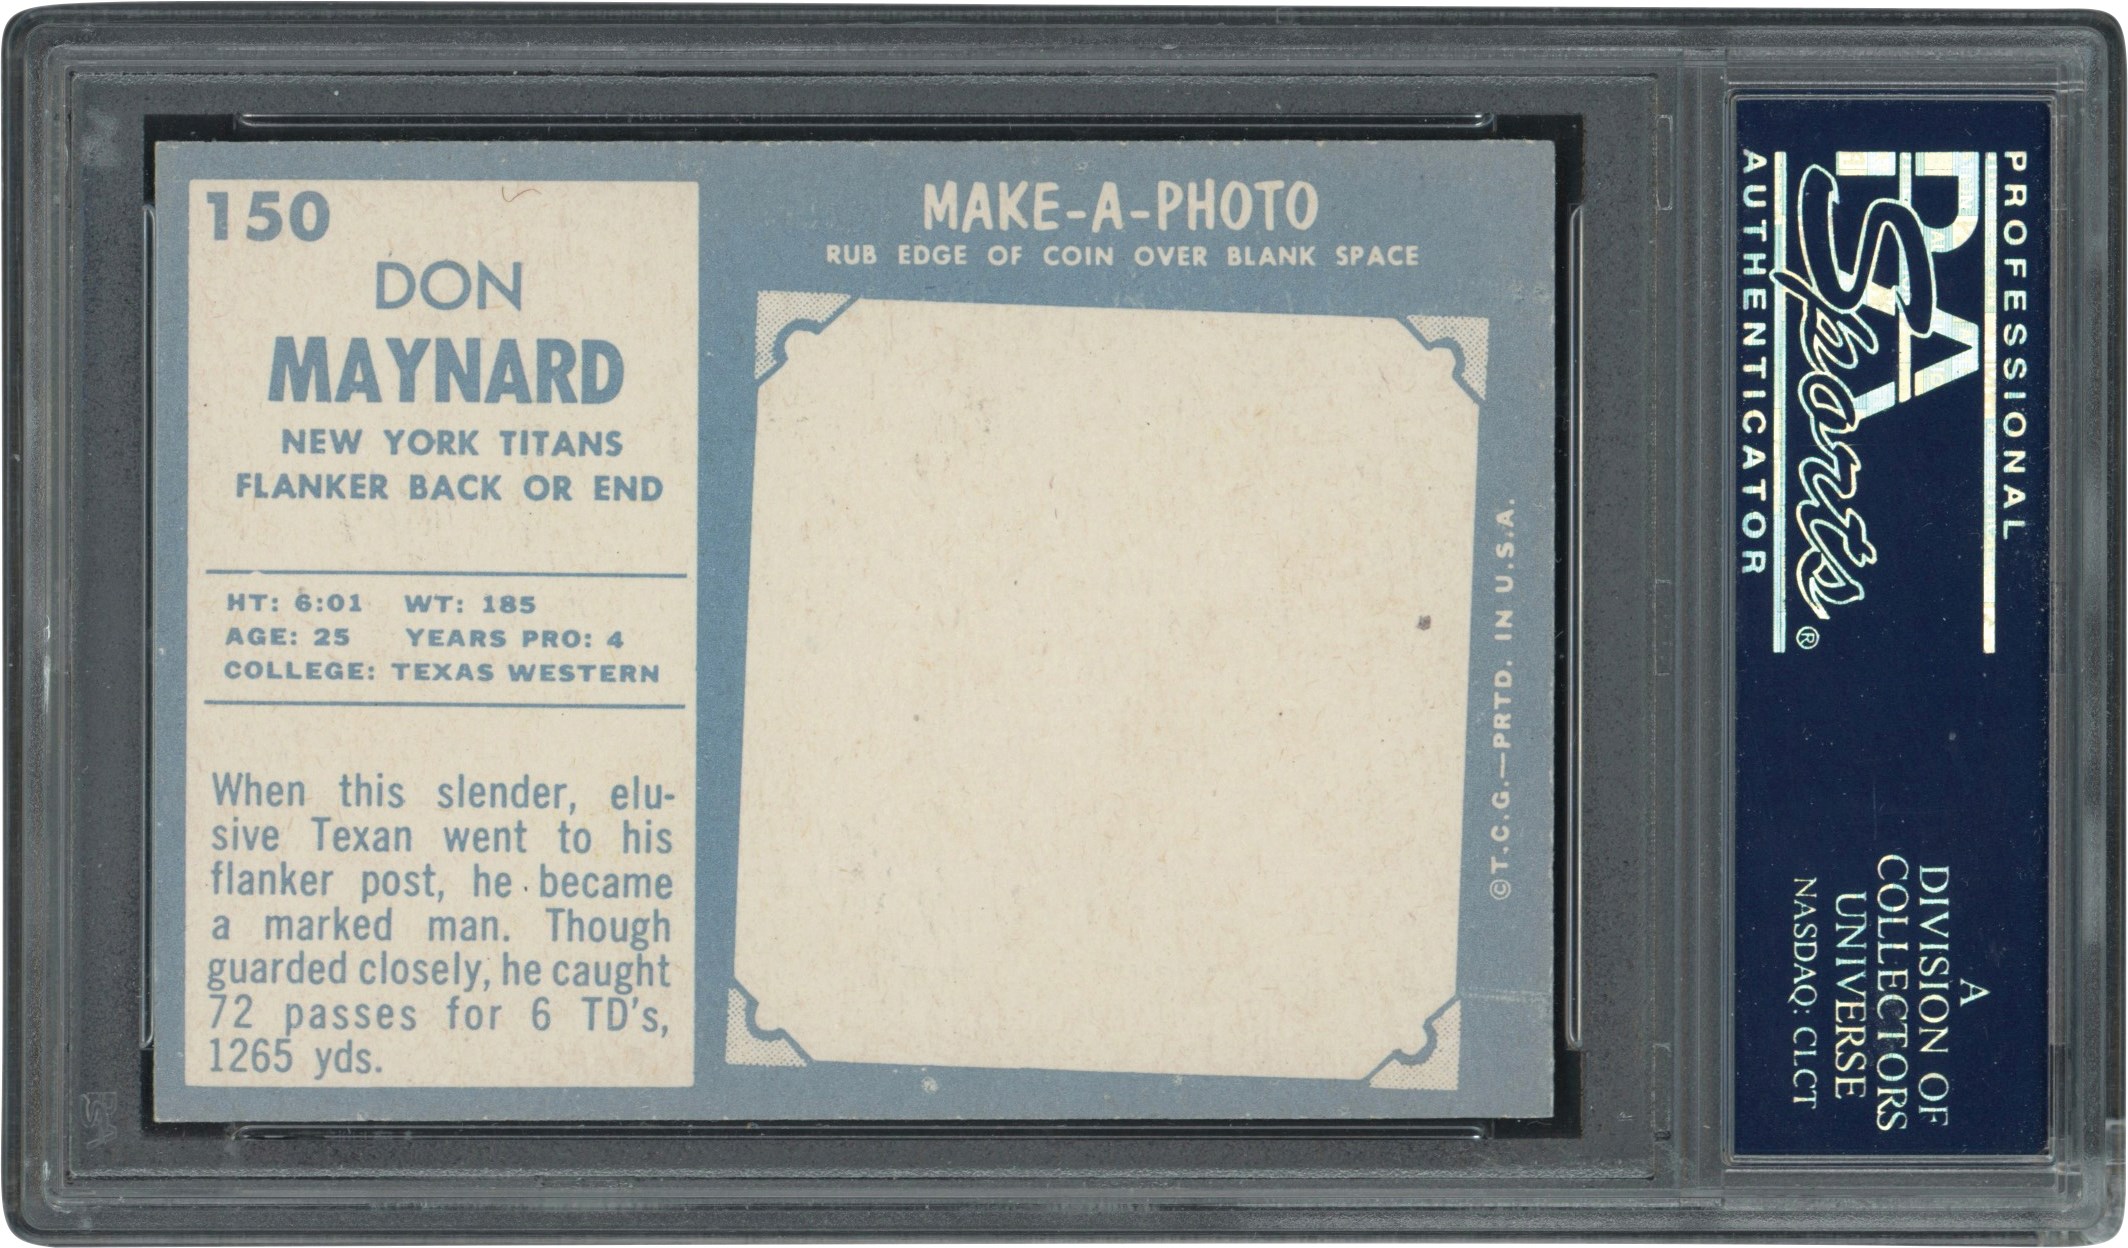 150
DON
MAYNARD
NEW YORK TITANS
FLANKER BACK OR END
HT: 6:01 WT: 185
AGE: 25 YEARS PRO: 4
COLLEGE: TEXAS WESTERN
When this slender, elu-
sive Texan went to his
flanker post, he became
a marked man. Though
guarded closely, he caught
72 passes for 6 TD's,
1265 yds.
MAKE-A-PHOTO
RUB EDGE OF COIN OVER BLANK SPACE
©T.C.G.—PRTD. IN U.S.A.
PROFESSIONAL
PSA
Sports®
AUTHENTICATOR
A
DIVISION OF
COLLECTORS
UNIVERSE
NASDAQ: CLCT
PSA